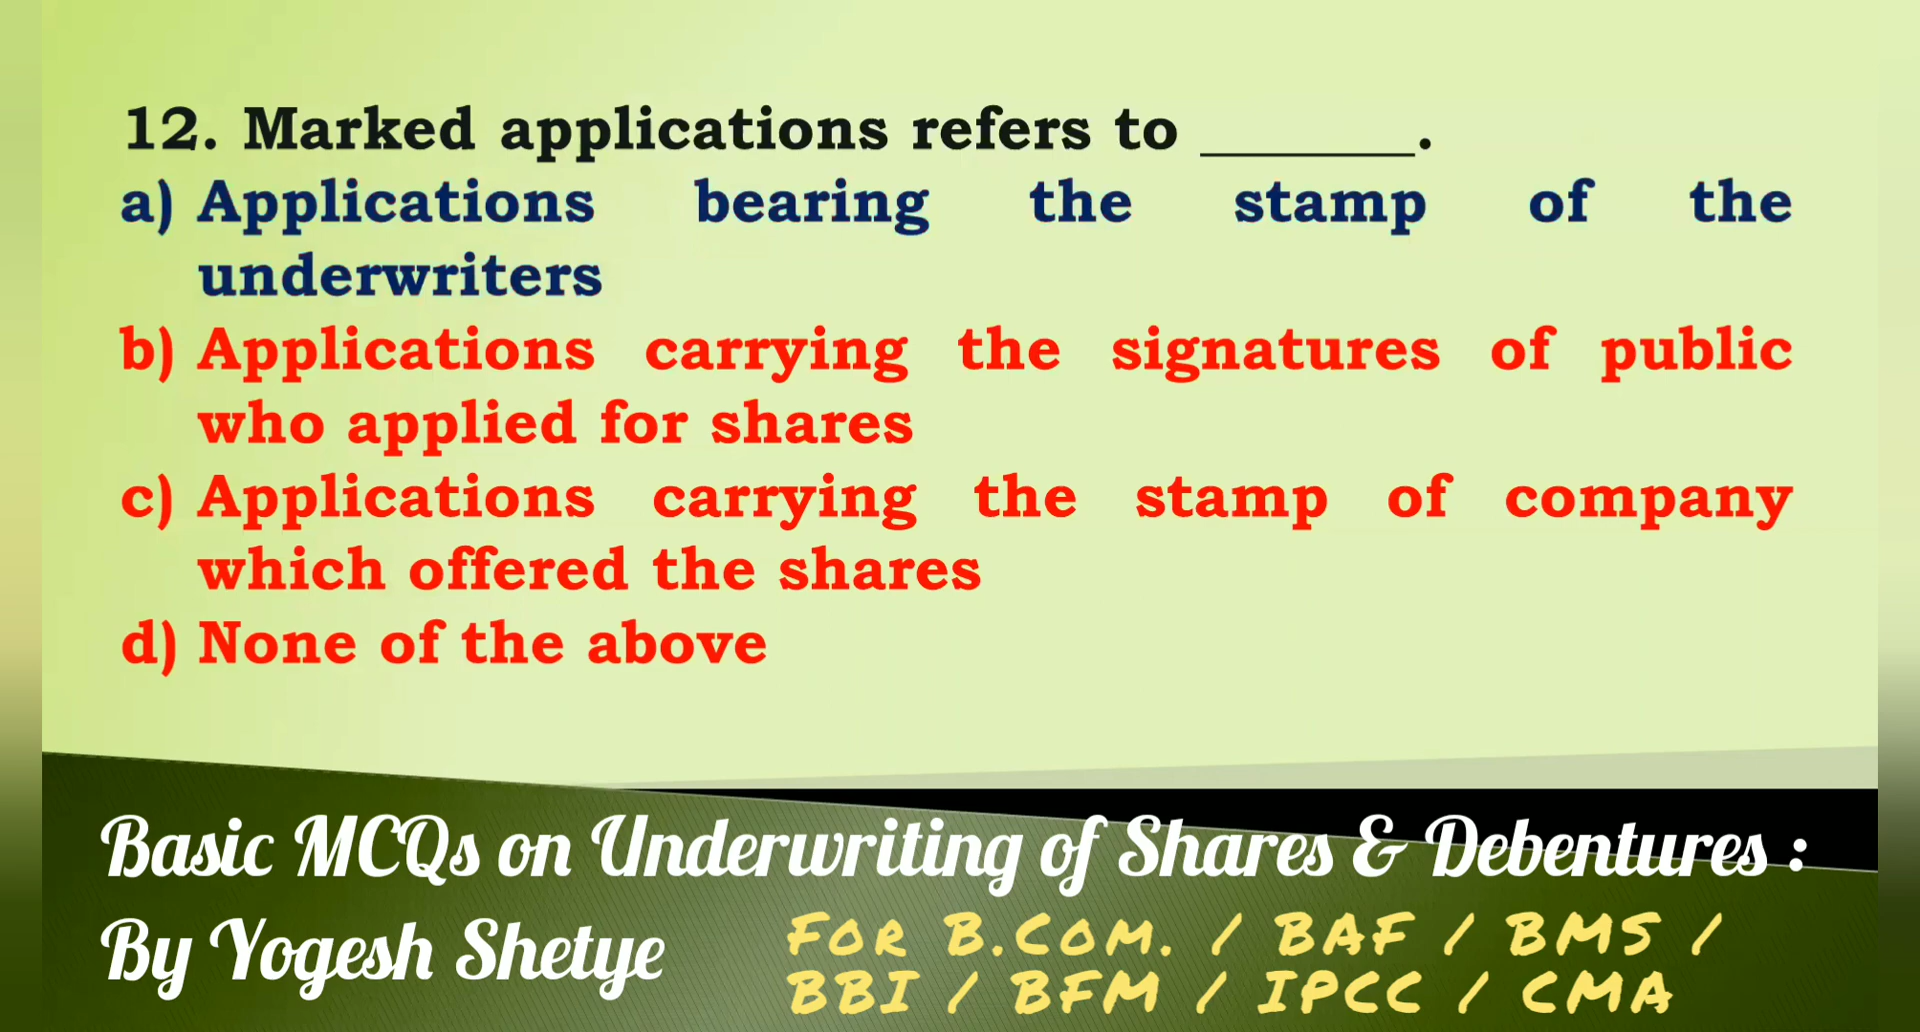 12. Marked applications refers to _______.
a) Applications bearing the stamp of the
underwriters
b) Applications carrying the signatures of public
who applied for shares
c) Applications carrying the stamp of company
which offered the shares
d) None of the above
Basic MCQs on Underwriting of Shares & Debentures :
By Yogesh Shetye
FOR B.COM. / BAF / BMS /
BBI / BFM / IPCC / CMA